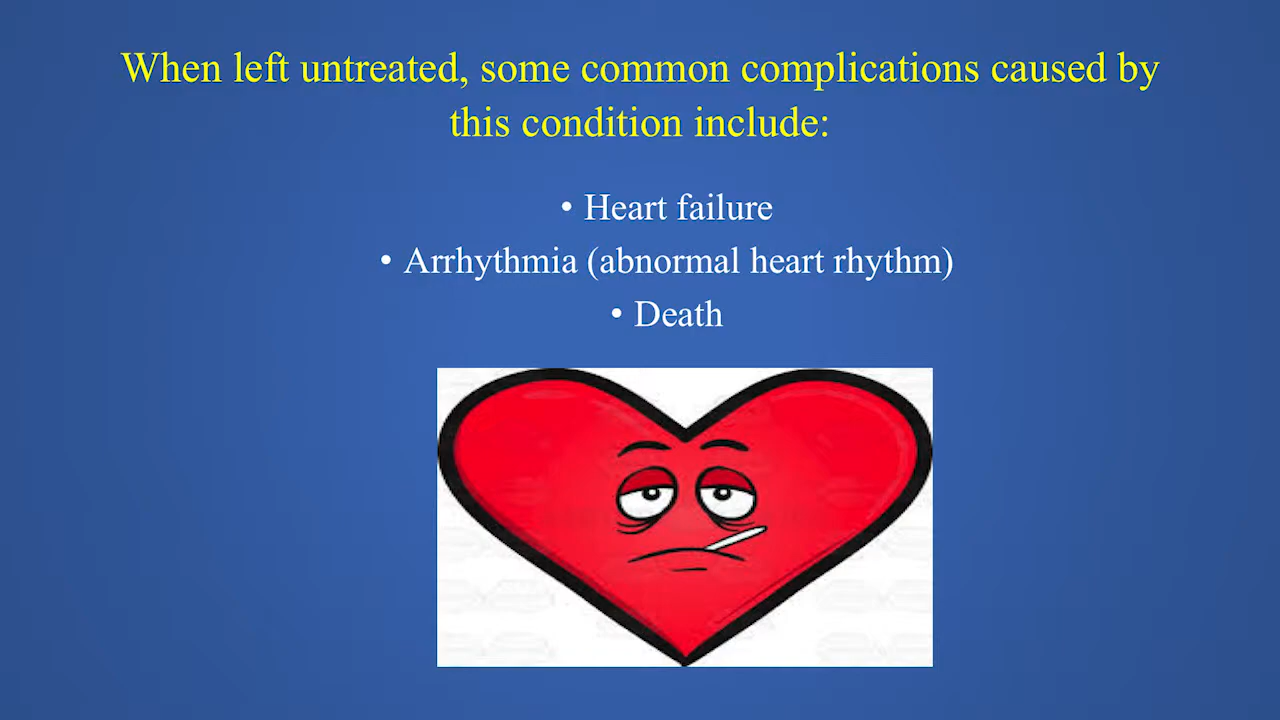 When left untreated, some common complications caused by
this condition include:
• Heart failure
• Arrhythmia (abnormal heart rhythm)
• Death